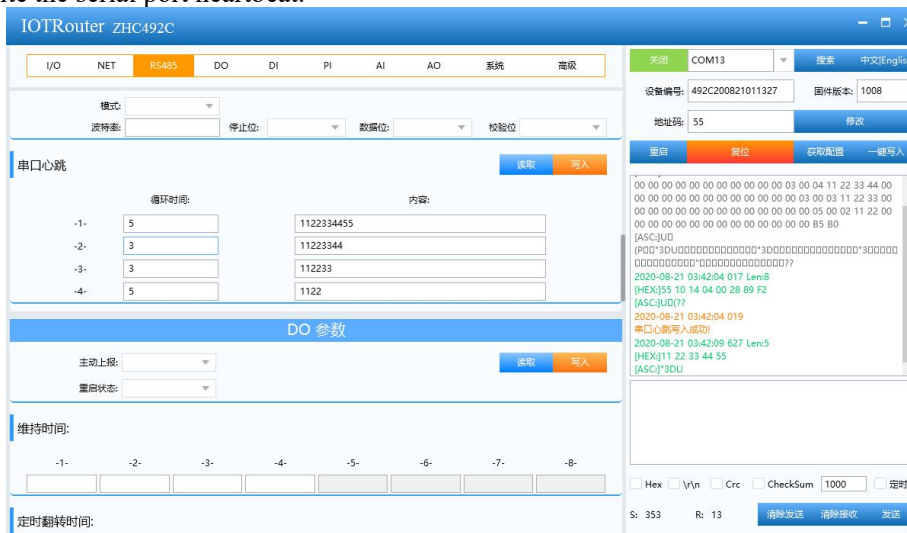 ite the serial port heartbeat.
IOTRouter ZHC492C
I/O NET RS485 DO DI PI AI AO 系统 高级
模式:
波特率: 停止位: 数据位: 校验位
串口心跳 读取 写入
循环时间: 内容:
-1- 5 1122334455
-2- 3 11223344
-3- 3 112233
-4- 5 1122
DO 参数
主动上报: 读取 写入
重启状态:
维持时间:
-1- -2- -3- -4- -5- -6- -7- -8-
定时翻转时间:
关闭 COM13 搜索 中文|Englis
设备编号: 492C200821011327 固件版本: 1008
地址码: 55 修改
重启 复位 获取配置 一键写入
00 00 00 00 00 00 00 00 00 00 00 03 00 04 11 22 33 44 00
00 00 00 00 00 00 00 00 00 00 00 00 03 00 03 11 22 33 00
00 00 00 00 00 00 00 00 00 00 00 00 00 05 00 02 11 22 00
00 00 00 00 00 00 00 00 00 00 00 00 00 B5 B0
[ASC:]U□
2020-08-21 03:42:04 017 Len:8
[HEX:]55 10 14 04 00 28 89 F2
[ASC:]U□(??
2020-08-21 03:42:04 019
串口心跳写入成功!
2020-08-21 03:42:09 627 Len:5
[HEX:]11 22 33 44 55
[ASC:]"3DU
Hex \r\n Crc CheckSum 1000 定时
S: 353 R: 13 清除发送 清除接收 发送